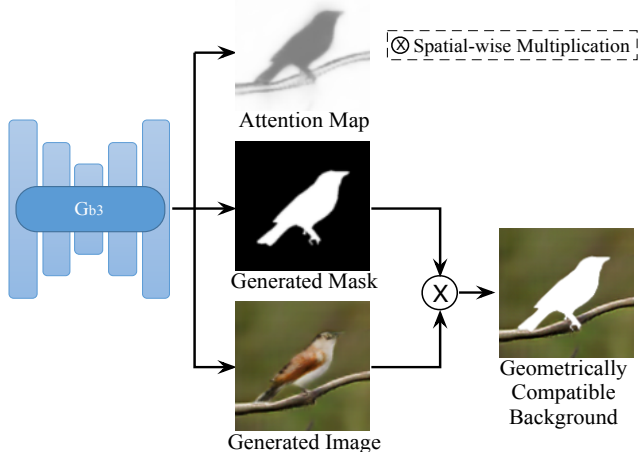 Ⓧ Spatial-wise Multiplication
Attention Map
Gb3
Generated Mask
X
Generated Image
Geometrically
Compatible
Background